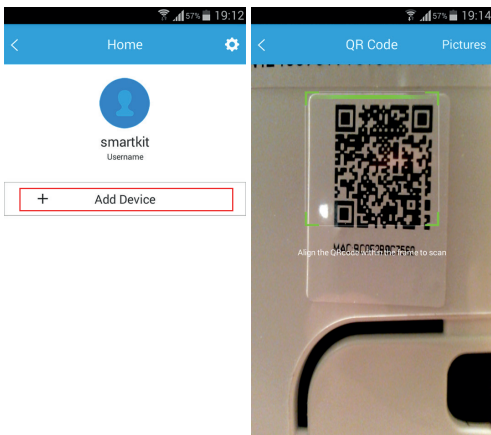 57% 19:12
Home
smartkit
Username
+ Add Device
57% 19:14
QR Code Pictures
Align the QRcode within the frame to scan